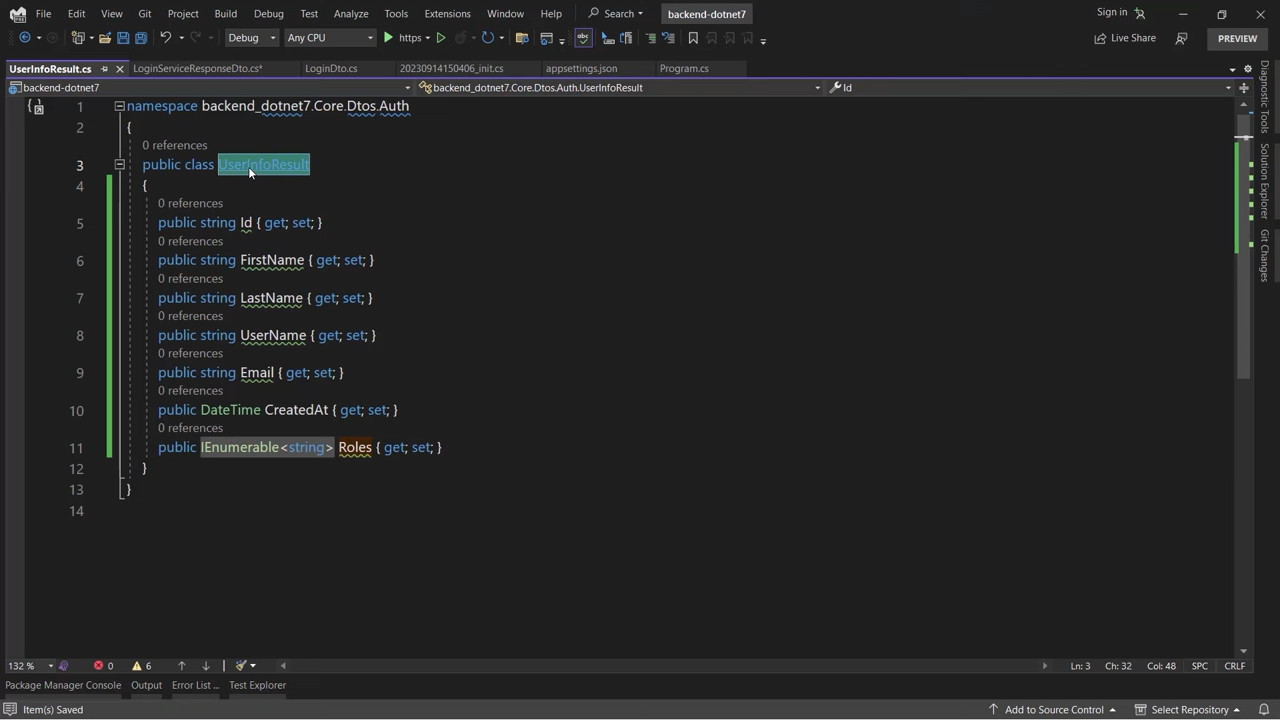 File Edit View Git Project Build Debug Test Analyze Tools Extensions Window Help Search backend-dotnet7 Sign in
Debug Any CPU https abc Live Share PREVIEW
UserInfoResult.cs LoginServiceResponseDto.cs* LoginDto.cs 20230914150406_init.cs appsettings.json Program.cs
backend-dotnet7 backend_dotnet7.Core.Dtos.Auth.UserInfoResult Id
1 namespace backend_dotnet7.Core.Dtos.Auth
2 {
0 references
3 public class UserInfoResult
4 {
0 references
5 public string Id { get; set; }
0 references
6 public string FirstName { get; set; }
0 references
7 public string LastName { get; set; }
0 references
8 public string UserName { get; set; }
0 references
9 public string Email { get; set; }
0 references
10 public DateTime CreatedAt { get; set; }
0 references
11 public IEnumerable<string> Roles { get; set; }
12 }
13 }
14
Diagnostic Tools
Solution Explorer
Git Changes
132 % 0 6 Ln: 3 Ch: 32 Col: 48 SPC CRLF
Package Manager Console Output Error List ... Test Explorer
Item(s) Saved Add to Source Control Select Repository